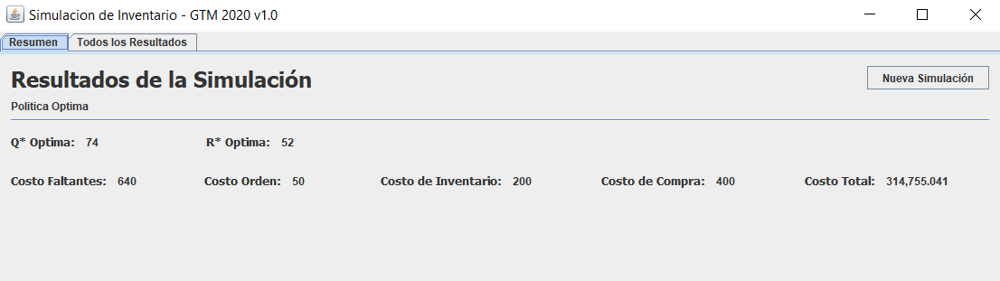 Simulacion de Inventario - GTM 2020 v1.0
Resumen Todos los Resultados
Resultados de la Simulación Nueva Simulación
Politica Optima
Q* Optima: 74 R* Optima: 52
Costo Faltantes: 640 Costo Orden: 50 Costo de Inventario: 200 Costo de Compra: 400 Costo Total: 314,755.041